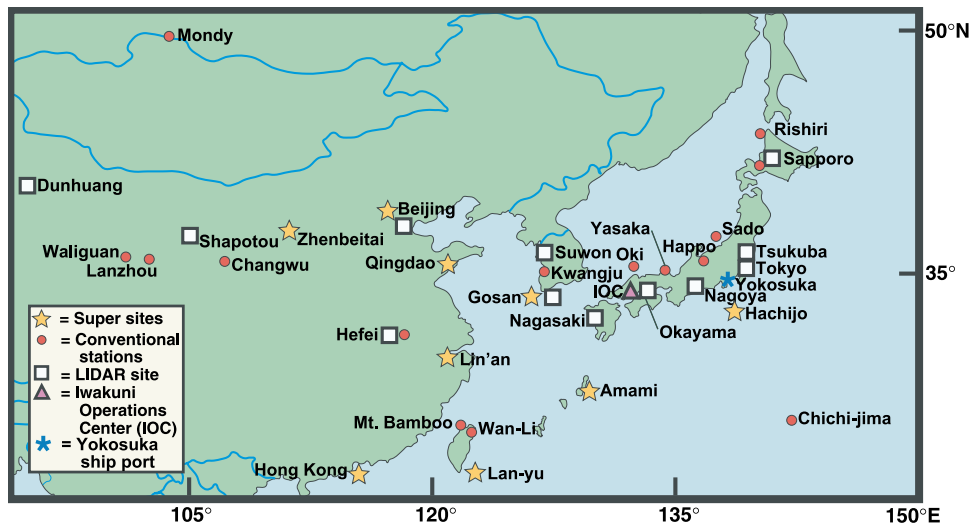 Mondy
50°N
Rishiri
Sapporo
Dunhuang
Beijing
Shapotou
Zhenbeitai
Yasaka
Sado
Happo
Waliguan
Lanzhou
Changwu
Qingdao
Suwon
Oki
Tsukuba
Tokyo
Kwangju
35°
Yokosuka
Gosan
IOC
Nagoya
Hachijo
Nagasaki
Okayama
Hefei
Lin'an
Amami
Mt. Bamboo
Wan-Li
Chichi-jima
Hong Kong
Lan-yu
= Super sites
= Conventional
stations
= LIDAR site
= Iwakuni
Operations
Center (IOC)
= Yokosuka
ship port
105°
120°
135°
150°E